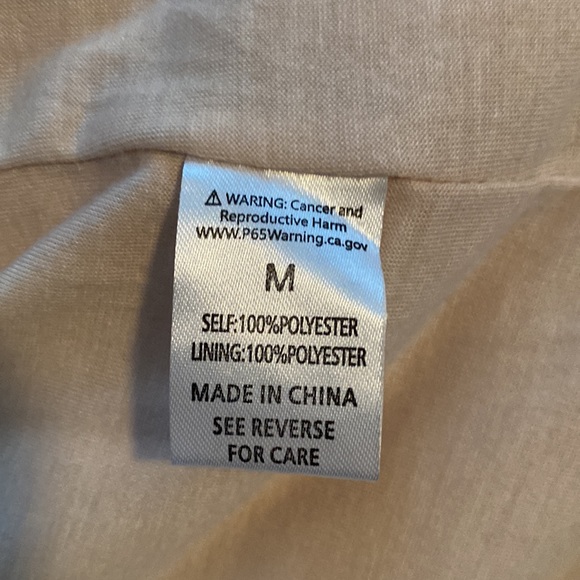 ⚠ WARING: Cancer and
Reproductive Harm
WWW.P65Warning.ca.gov
M
SELF:100%POLYESTER
LINING:100%POLYESTER
MADE IN CHINA
SEE REVERSE
FOR CARE